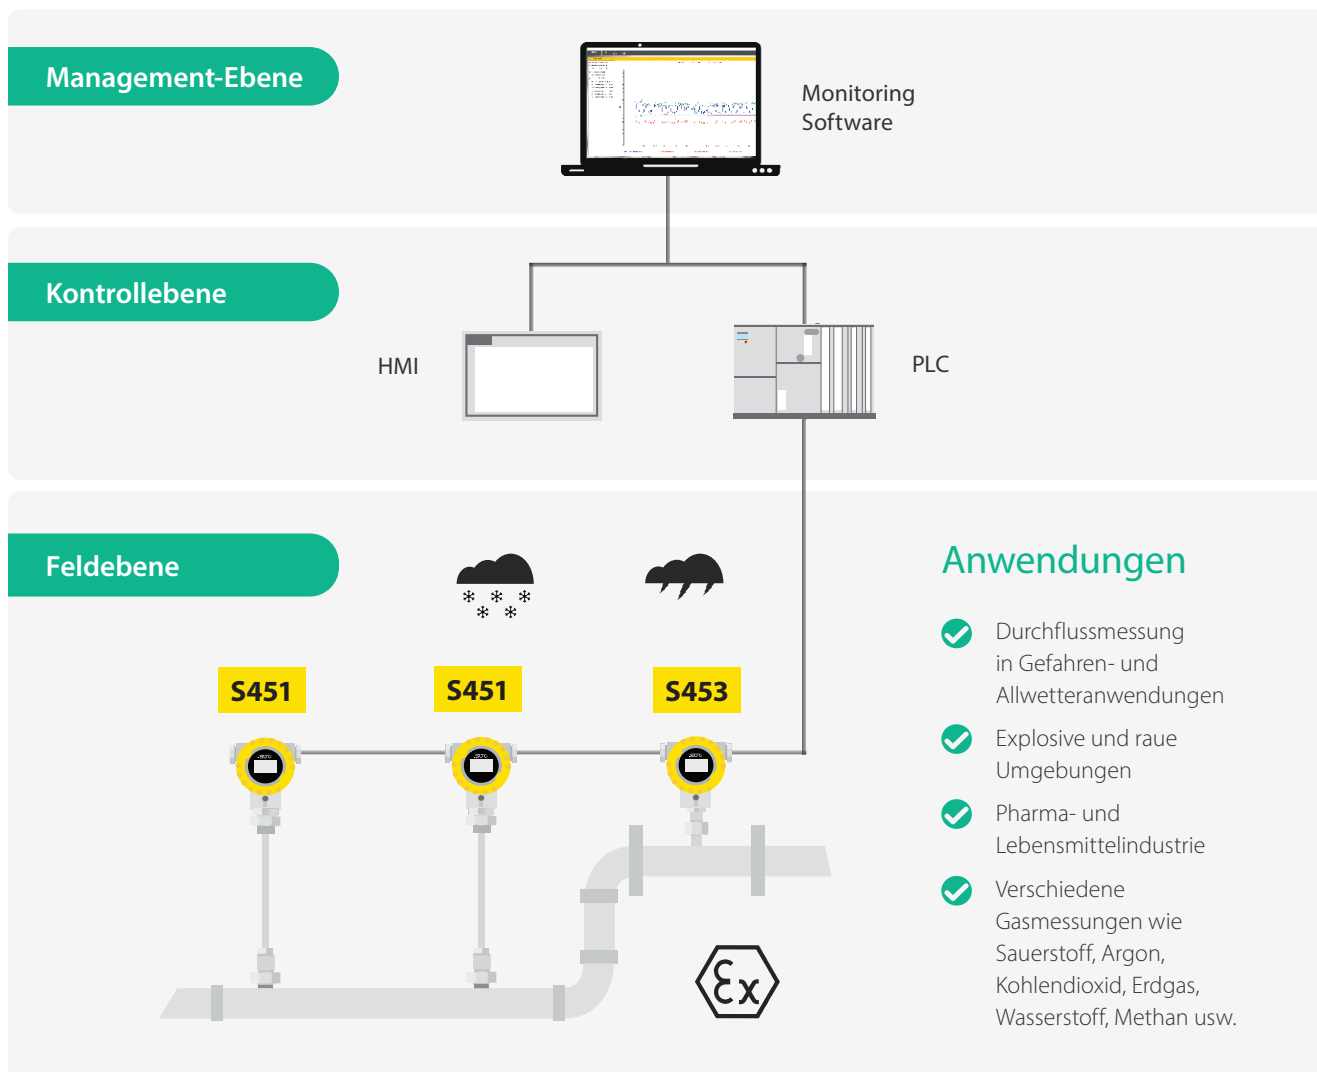 Management-Ebene
Monitoring
Software
Kontrollebene
HMI
PLC
Feldebene
S451
S451
S453
Ex
Anwendungen
Durchflussmessung
in Gefahren- und
Allwetteranwendungen
Explosive und raue
Umgebungen
Pharma- und
Lebensmittelindustrie
Verschiedene
Gasmessungen wie
Sauerstoff, Argon,
Kohlendioxid, Erdgas,
Wasserstoff, Methan usw.